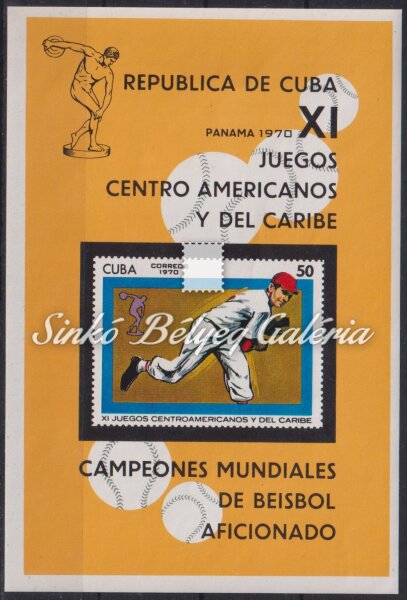 REPUBLICA DE CUBA
PANAMA 1970 XI
JUEGOS
CENTRO AMERICANOS
Y DEL CARIBE
CUBA
CORREOS
1970
50
Sinkó Bélyeg Galéria
XI JUEGOS CENTROAMERICANOS Y DEL CARIBE
CAMPEONES MUNDIALES
DE BEISBOL
AFICIONADO